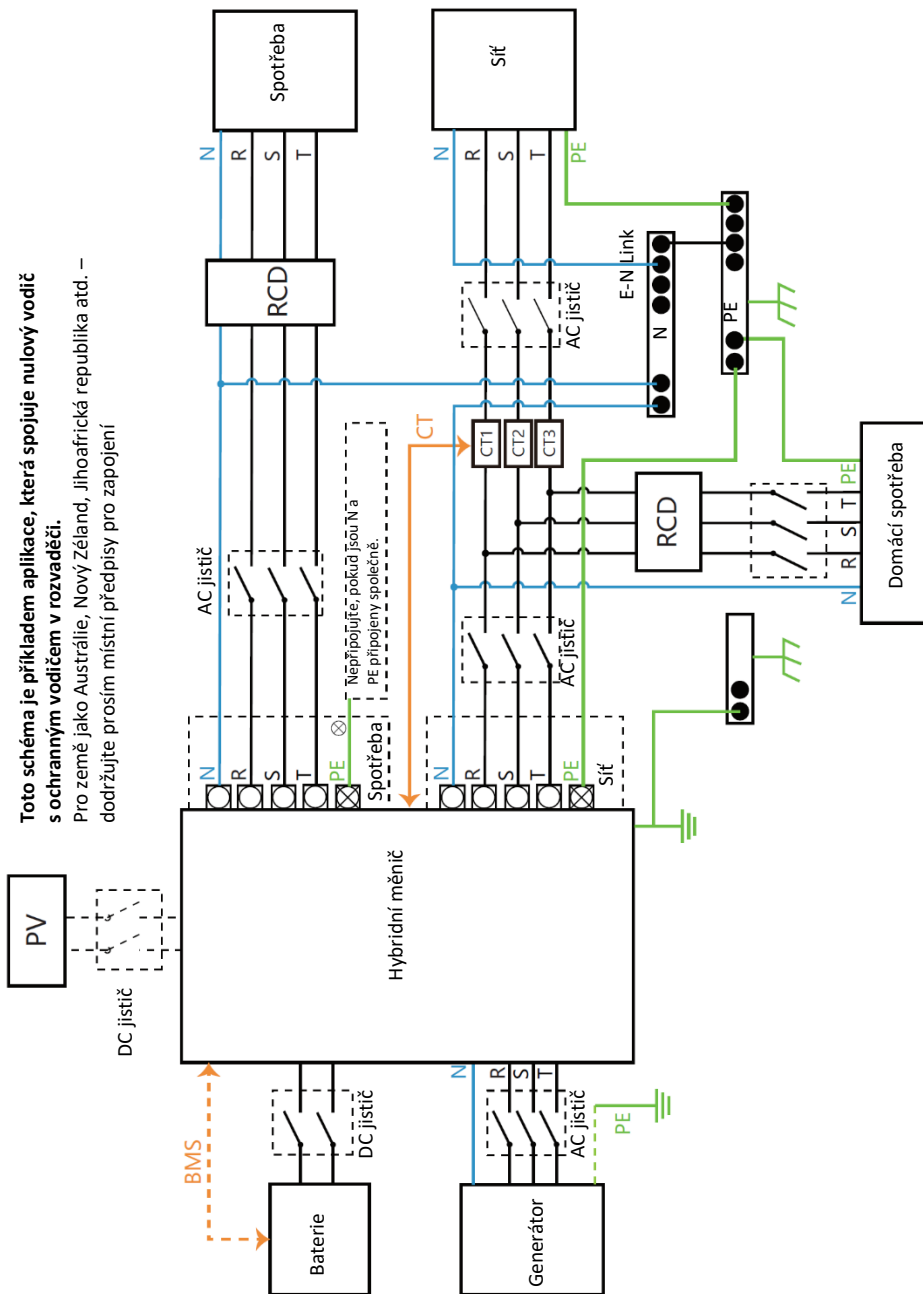 Toto schéma je příkladem aplikace, která spojuje nulový vodič
s ochranným vodičem v rozvaděči.
Pro země jako Austrálie, Nový Zéland, Jihoafrická republika atd. –
dodržujte prosím místní předpisy pro zapojení
PV
DC jistič
BMS
Baterie
DC jistič
Generátor
N
R
S
T
AC jistič
PE
Hybridní měnič
N
R
S
T
PE
Spotřeba
Nepřipojujte, pokud jsou N a
PE připojeny společně.
AC jistič
RCD
N
R
S
T
Spotřeba
CT
N
R
S
T
PE
Síť
AC jistič
CT1
CT2
CT3
AC jistič
N
R
S
T
PE
Síť
E-N Link
N
PE
RCD
N
R
S
T
PE
Domácí spotřeba